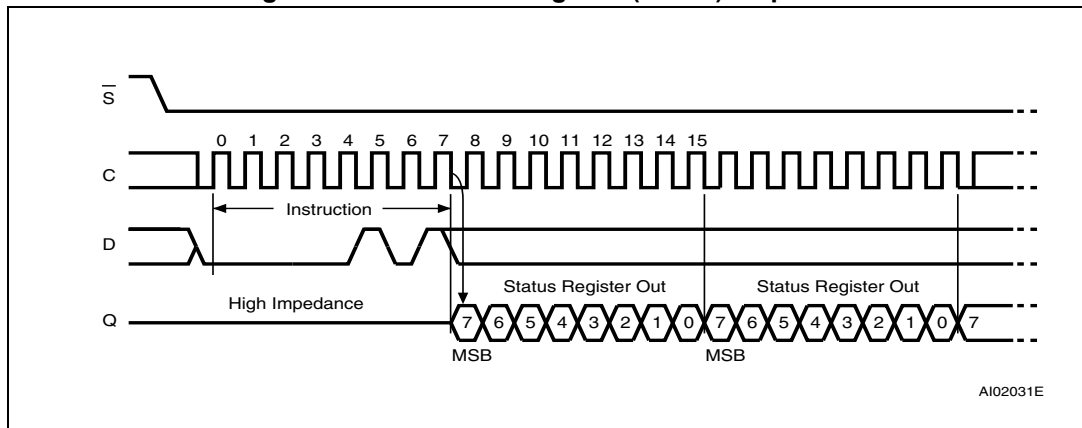 S
0 1 2 3 4 5 6 7 8 9 10 11 12 13 14 15
C
Instruction
D
Status Register Out Status Register Out
High Impedance
Q 7 6 5 4 3 2 1 0 7 6 5 4 3 2 1 0 7
MSB MSB
AI02031E